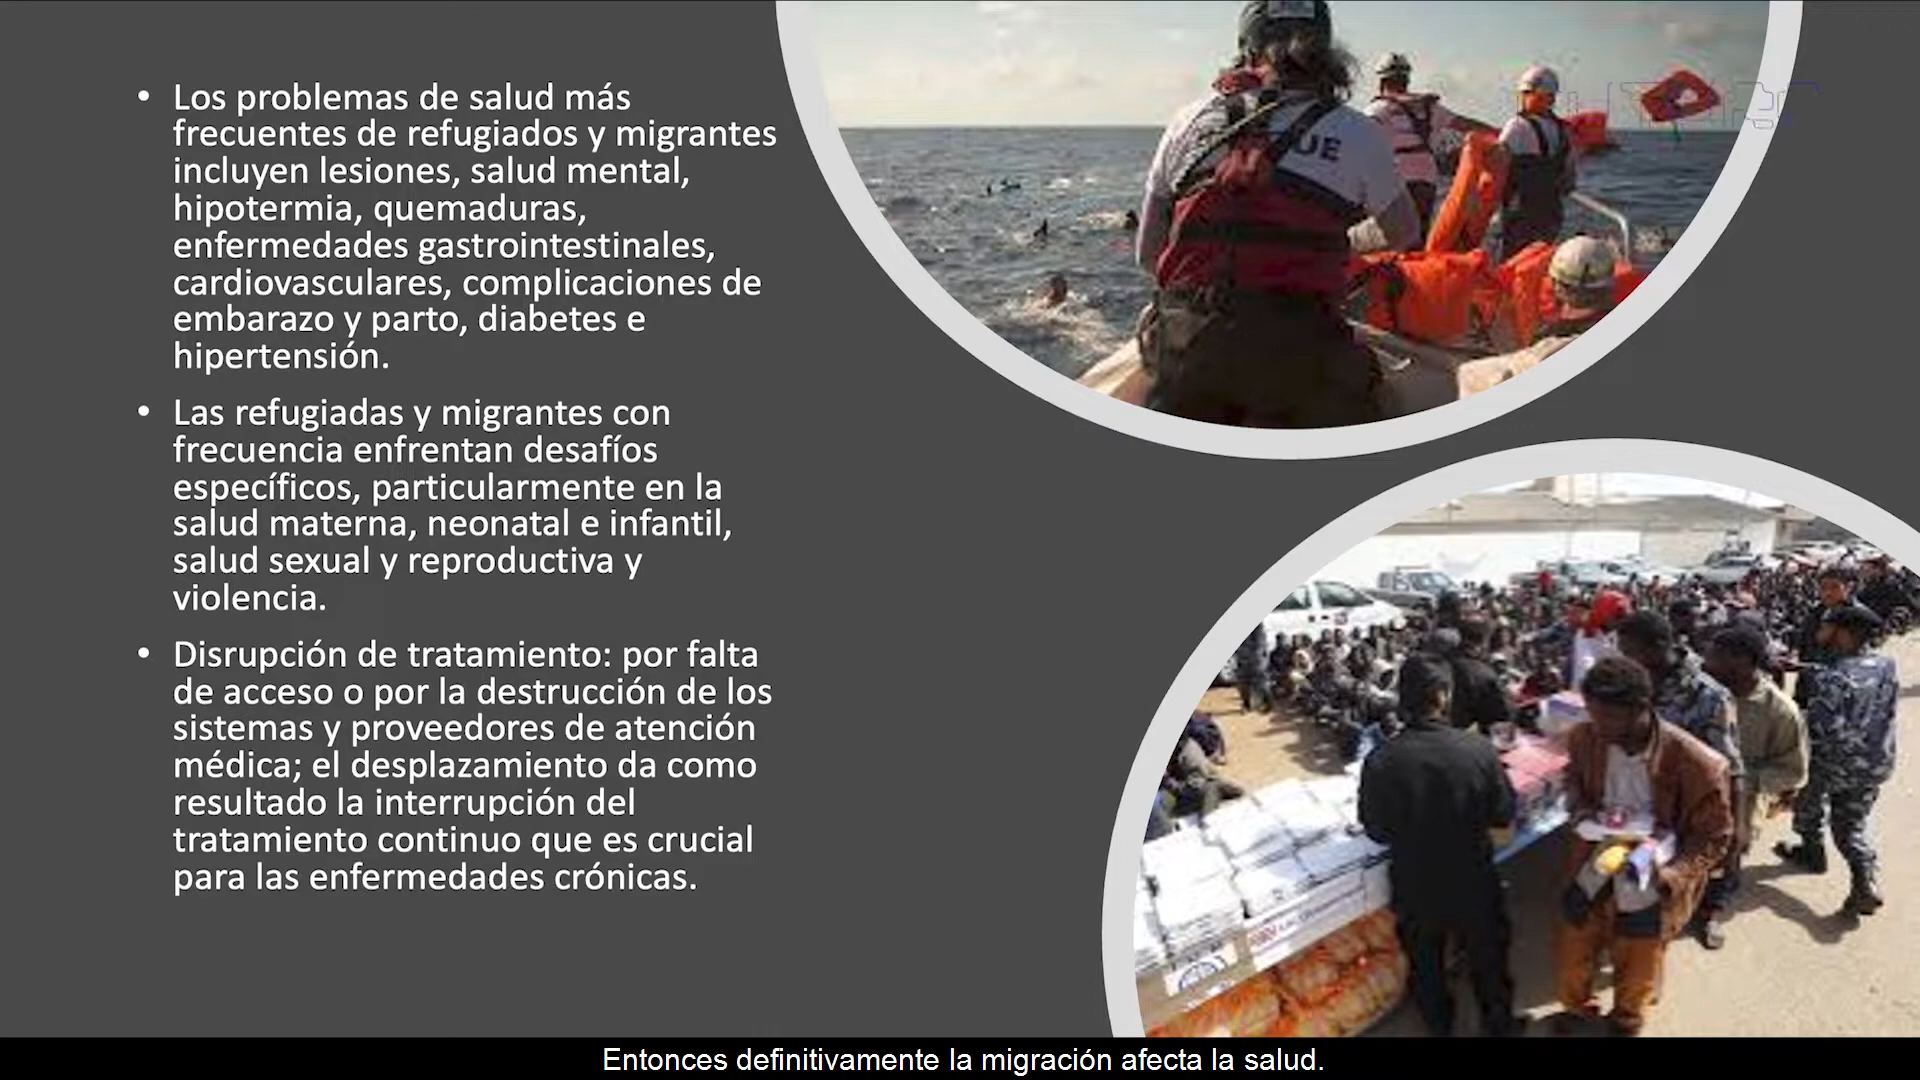 • Los problemas de salud más
frecuentes de refugiados y migrantes
incluyen lesiones, salud mental,
hipotermia, quemaduras,
enfermedades gastrointestinales,
cardiovasculares, complicaciones de
embarazo y parto, diabetes e
hipertensión.
• Las refugiadas y migrantes con
frecuencia enfrentan desafíos
específicos, particularmente en la
salud materna, neonatal e infantil,
salud sexual y reproductiva y
violencia.
• Disrupción de tratamiento: por falta
de acceso o por la destrucción de los
sistemas y proveedores de atención
médica; el desplazamiento da como
resultado la interrupción del
tratamiento continuo que es crucial
para las enfermedades crónicas.
UE
Entonces definitivamente la migración afecta la salud.